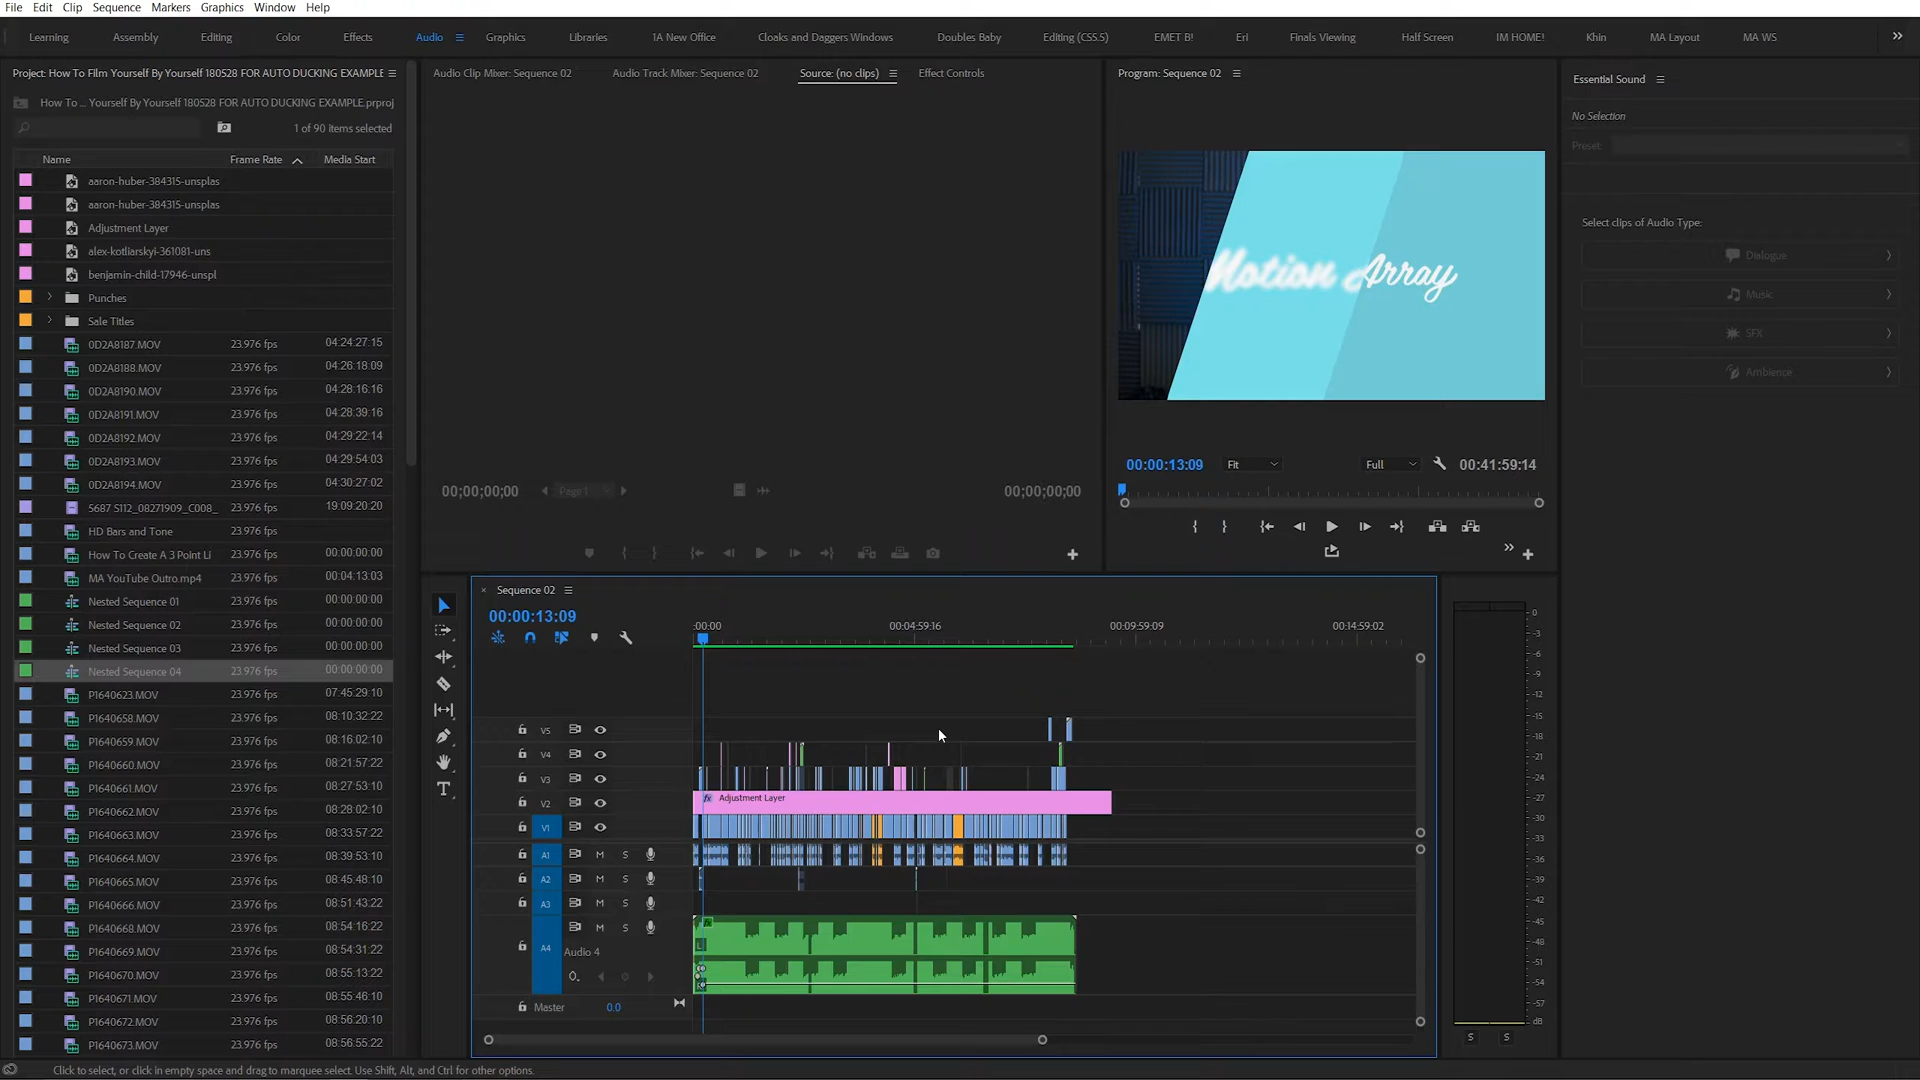 File Edit Clip Sequence Markers Graphics Window Help
Learning Assembly Editing Color Effects Audio Graphics Libraries 1A New Office Cloaks and Daggers Windows Doubles Baby Editing (CS5.5) EMET B! Eri Finals Viewing Half Screen IM HOME! Khin MA Layout MA WS
Project: How To Film Yourself By Yourself 180528 FOR AUTO DUCKING EXAMPLE
How To ... Yourself By Yourself 180528 FOR AUTO DUCKING EXAMPLE.prproj
1 of 90 items selected
Name Frame Rate Media Start
aaron-huber-384315-unsplas
aaron-huber-384315-unsplas
Adjustment Layer
alex-kotliarskyi-361081-uns
benjamin-child-17946-unspl
Punches
Sale Titles
0D2A8187.MOV 23.976 fps 04:24:27:15
0D2A8188.MOV 23.976 fps 04:26:18:09
0D2A8190.MOV 23.976 fps 04:28:16:16
0D2A8191.MOV 23.976 fps 04:28:39:16
0D2A8192.MOV 23.976 fps 04:29:22:14
0D2A8193.MOV 23.976 fps 04:29:54:03
0D2A8194.MOV 23.976 fps 04:30:27:02
5687 S112_08271909_C008_ 23.976 fps 19:09:20:20
HD Bars and Tone 23.976 fps
How To Create A 3 Point Li 23.976 fps 00:00:00:00
MA YouTube Outro.mp4 23.976 fps 00:04:13:03
Nested Sequence 01 23.976 fps 00:00:00:00
Nested Sequence 02 23.976 fps 00:00:00:00
Nested Sequence 03 23.976 fps 00:00:00:00
Nested Sequence 04 23.976 fps 00:00:00:00
P1640623.MOV 23.976 fps 07:45:29:10
P1640658.MOV 23.976 fps 08:10:32:22
P1640659.MOV 23.976 fps 08:16:02:10
P1640660.MOV 23.976 fps 08:21:57:22
P1640661.MOV 23.976 fps 08:27:53:10
P1640662.MOV 23.976 fps 08:28:02:10
P1640663.MOV 23.976 fps 08:33:57:22
P1640664.MOV 23.976 fps 08:39:53:10
P1640665.MOV 23.976 fps 08:45:48:10
P1640666.MOV 23.976 fps 08:51:43:22
P1640668.MOV 23.976 fps 08:54:16:22
P1640669.MOV 23.976 fps 08:54:31:22
P1640670.MOV 23.976 fps 08:55:13:22
P1640671.MOV 23.976 fps 08:55:46:10
P1640672.MOV 23.976 fps 08:56:20:10
P1640673.MOV 23.976 fps 08:56:55:22
Audio Clip Mixer: Sequence 02 Audio Track Mixer: Sequence 02 Source: (no clips) Effect Controls
00;00;00;00 Page 1 00;00;00;00
Program: Sequence 02
Motion Array
00:00:13:09 Fit Full 00:41:59:14
Essential Sound
No Selection
Preset:
Select clips of Audio Type:
Dialogue
Music
SFX
Ambience
Sequence 02
00:00:13:09
:00:00 00:04:59:16 00:09:59:09 00:14:59:02
V5
V4
V3
V2 fx Adjustment Layer
V1
A1 M S
A2 M S
A3 M S
M S
A4 Audio 4
L
Master 0.0
0
-3
-6
-9
-12
-15
-18
-21
-24
-27
-30
-33
-36
-39
-42
-45
-48
-51
-54
-57
dB
S S
Click to select, or click in empty space and drag to marquee select. Use Shift, Alt, and Ctrl for other options.